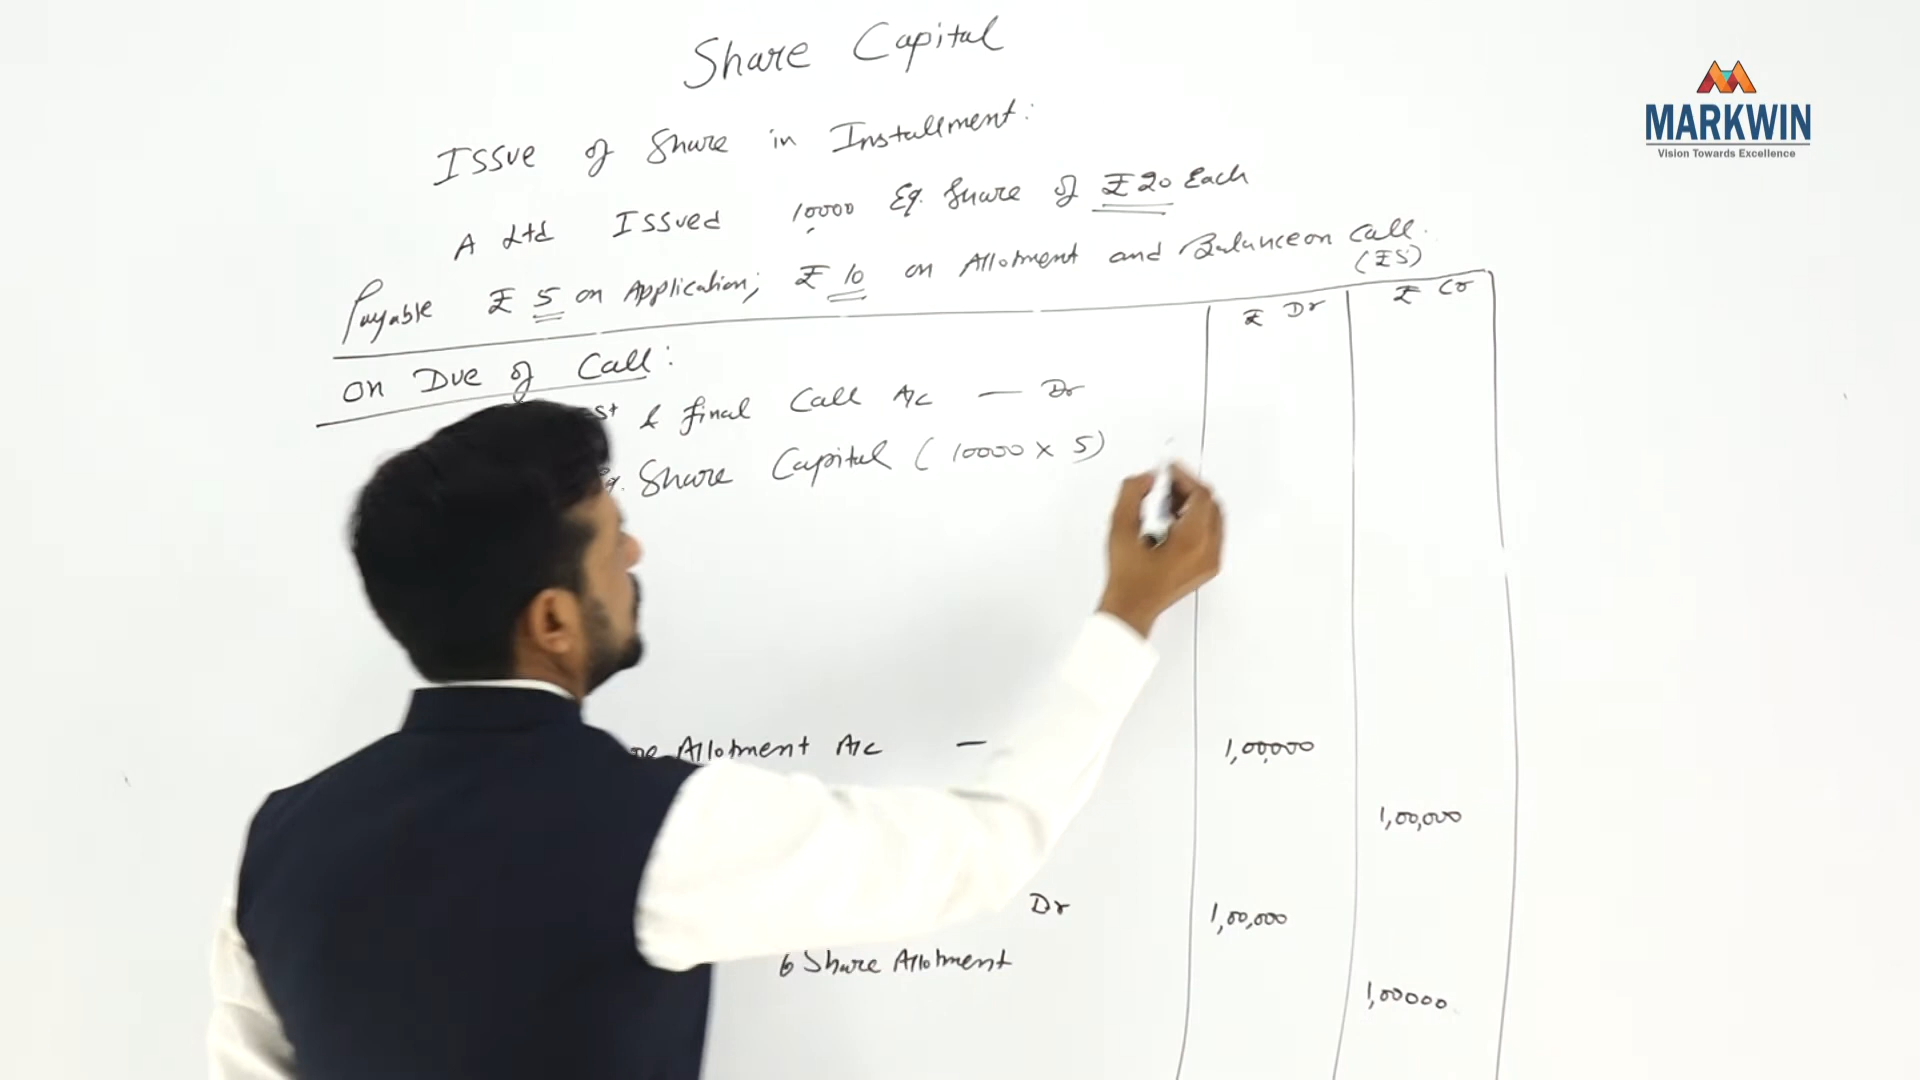 Share Capital
MARKWIN
Vision Towards Excellence
Issue of Share in Installment:
A Ltd Issued 10000 Eq. Share of ₹20 Each
Payable ₹ 5 on Application; ₹ 10 on Allotment and Balance on Call.
(₹5)
₹ Dr ₹ Cr
on Due of Call:
st & final Call A/c — Dr
Share Capital (10000 × 5)
Allotment A/c — 1,00,000
1,00,000
Dr 1,00,000
to Share Allotment
1,00000